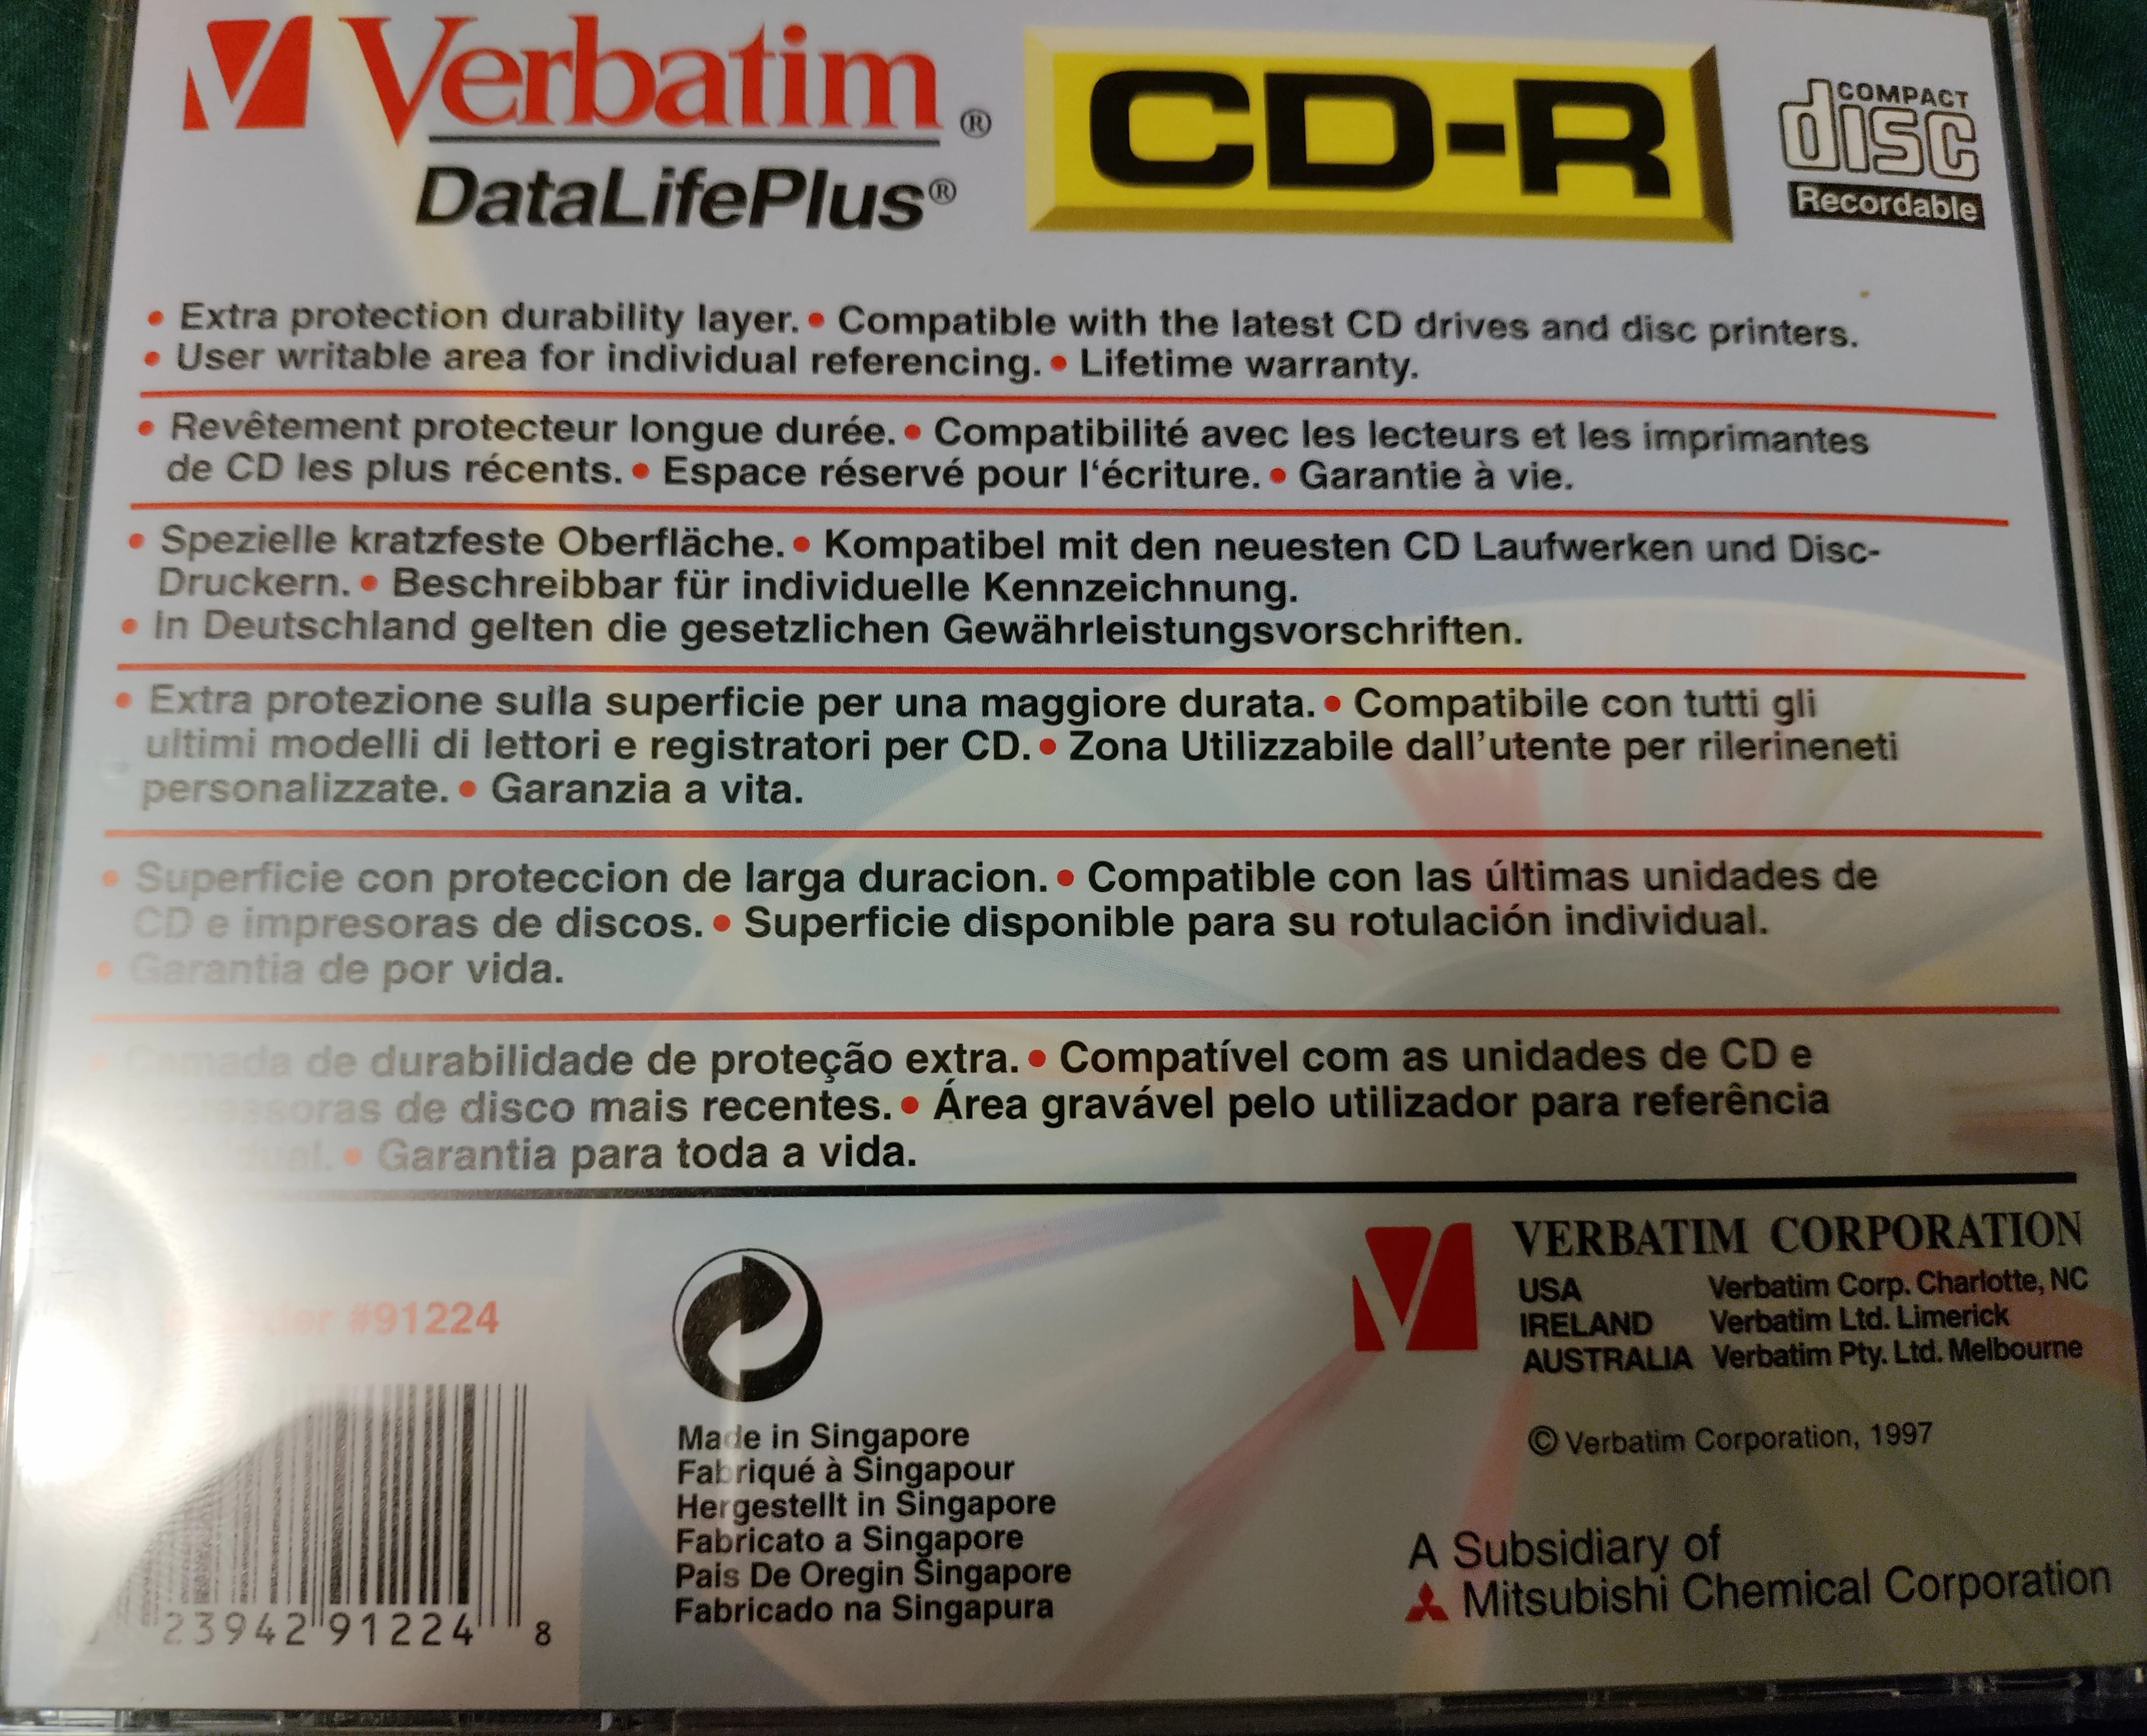 Verbatim®
DataLifePlus®
CD-R
COMPACT
disc
Recordable
• Extra protection durability layer. • Compatible with the latest CD drives and disc printers.
• User writable area for individual referencing. • Lifetime warranty.
• Revêtement protecteur longue durée. • Compatibilité avec les lecteurs et les imprimantes
de CD les plus récents. • Espace réservé pour l‘écriture. • Garantie à vie.
• Spezielle kratzfeste Oberfläche. • Kompatibel mit den neuesten CD Laufwerken und Disc-
Druckern. • Beschreibbar für individuelle Kennzeichnung.
• In Deutschland gelten die gesetzlichen Gewährleistungsvorschriften.
• Extra protezione sulla superficie per una maggiore durata. • Compatibile con tutti gli
ultimi modelli di lettori e registratori per CD. • Zona Utilizzabile dall'utente per rilerineneti
personalizzate. • Garanzia a vita.
• Superficie con proteccion de larga duracion. • Compatible con las últimas unidades de
CD e impresoras de discos. • Superficie disponible para su rotulación individual.
• Garantia de por vida.
• Camada de durabilidade de proteção extra. • Compatível com as unidades de CD e
de disco mais recentes. • Área gravável pelo utilizador para referência
• Garantia para toda a vida.
#91224
23942 91224 8
Made in Singapore
Fabriqué à Singapour
Hergestellt in Singapore
Fabricato a Singapore
Pais De Oregin Singapore
Fabricado na Singapura
VERBATIM CORPORATION
USA Verbatim Corp. Charlotte, NC
IRELAND Verbatim Ltd. Limerick
AUSTRALIA Verbatim Pty. Ltd. Melbourne
© Verbatim Corporation, 1997
A Subsidiary of
Mitsubishi Chemical Corporation